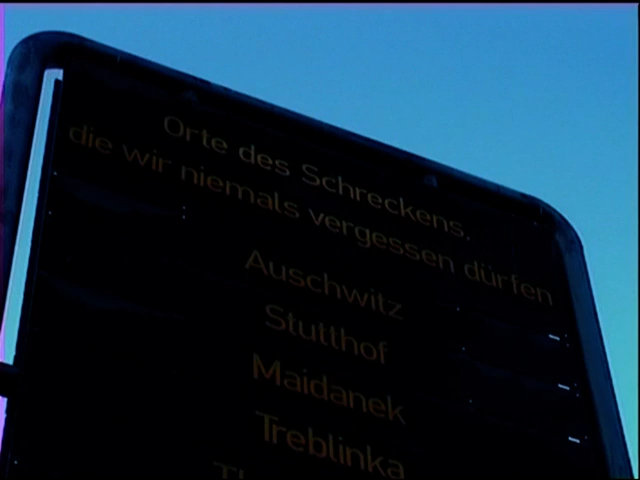 Orte des Schreckens,
die wir niemals vergessen dürfen
Auschwitz
Stutthof
Maidanek
Treblinka